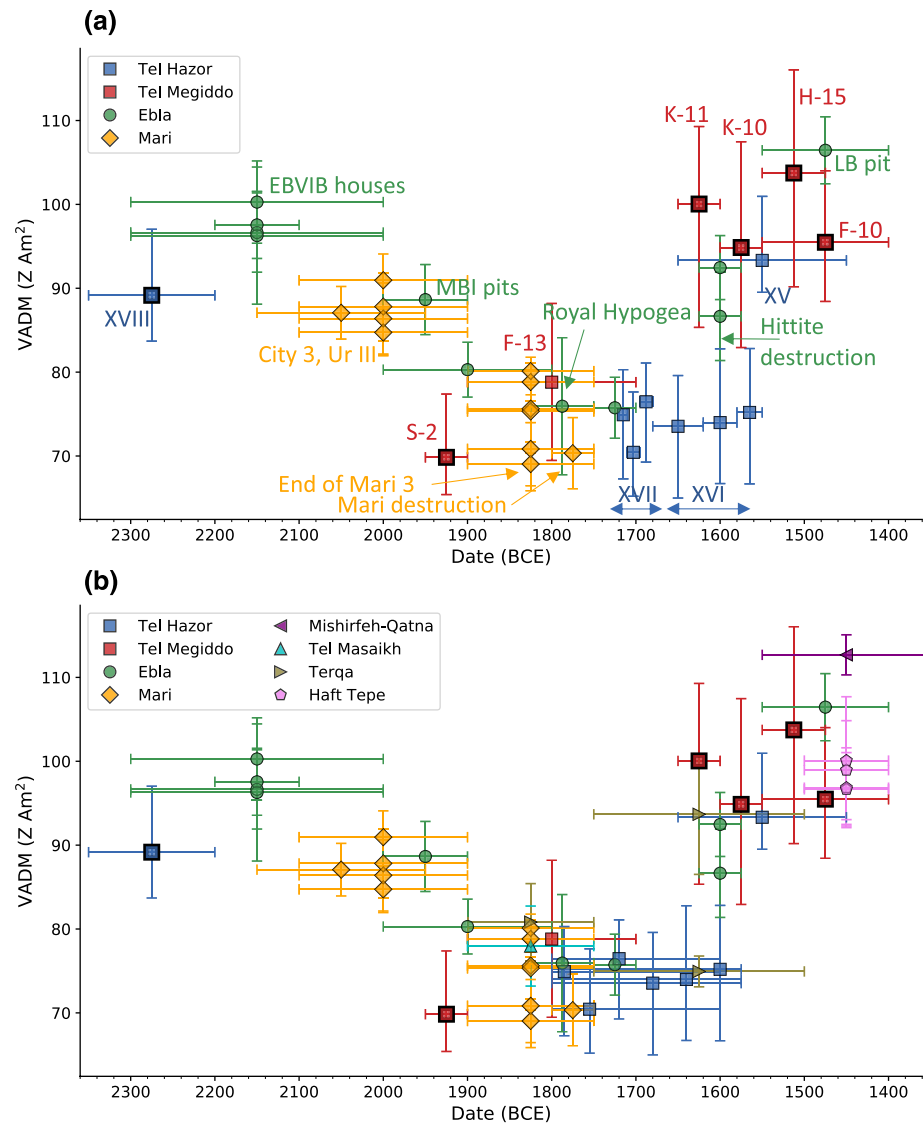 (a)
VADM (Z Am²)
110
100
90
80
70
Tel Hazor
Tel Megiddo
Ebla
Mari
EBVIB houses
XVIII
City 3, Ur III
MBI pits
S-2
F-13
Royal Hypogea
End of Mari 3
Mari destruction
XVII
XVI
K-11
K-10
H-15
LB pit
F-10
XV
Hittite
destruction
2300 2200 2100 2000 1900 1800 1700 1600 1500 1400
Date (BCE)
(b)
VADM (Z Am²)
110
100
90
80
70
Tel Hazor
Tel Megiddo
Ebla
Mari
Mishirfeh-Qatna
Tel Masaikh
Terqa
Haft Tepe
2300 2200 2100 2000 1900 1800 1700 1600 1500 1400
Date (BCE)